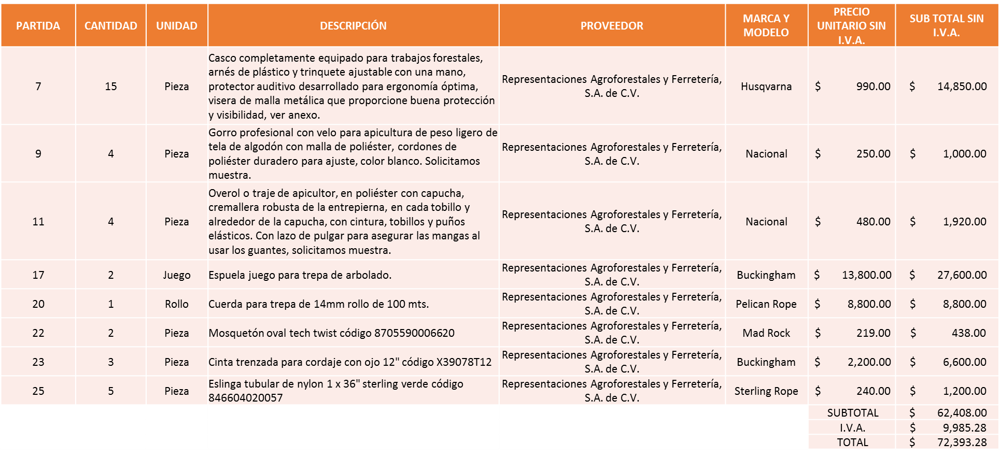 PARTIDA
CANTIDAD
UNIDAD
DESCRIPCIÓN
PROVEEDOR
MARCA Y
MODELO
PRECIO
UNITARIO SIN
I.V.A.
SUB TOTAL SIN
I.V.A.
7
15
Pieza
Casco completamente equipado para trabajos forestales,
arnés de plástico y trinquete ajustable con una mano,
protector auditivo desarrollado para ergonomía óptima,
visera de malla metálica que proporcione buena protección
y visibilidad, ver anexo.
Representaciones Agroforestales y Ferretería,
S.A. de C.V.
Husqvarna
$ 990.00
$ 14,850.00
9
4
Pieza
Gorro profesional con velo para apicultura de peso ligero de
tela de algodón con malla de poliéster, cordones de
poliéster duradero para ajuste, color blanco. Solicitamos
muestra.
Representaciones Agroforestales y Ferretería,
S.A. de C.V.
Nacional
$ 250.00
$ 1,000.00
11
4
Pieza
Overol o traje de apicultor, en poliéster con capucha,
cremallera robusta de la entrepierna, en cada tobillo y
alrededor de la capucha, con cintura, tobillos y puños
elásticos. Con lazo de pulgar para asegurar las mangas al
usar los guantes, solicitamos muestra.
Representaciones Agroforestales y Ferretería,
S.A. de C.V.
Nacional
$ 480.00
$ 1,920.00
17
2
Juego
Espuela juego para trepa de arbolado.
Representaciones Agroforestales y Ferretería,
S.A. de C.V.
Buckingham
$ 13,800.00
$ 27,600.00
20
1
Rollo
Cuerda para trepa de 14mm rollo de 100 mts.
Representaciones Agroforestales y Ferretería,
S.A. de C.V.
Pelican Rope
$ 8,800.00
$ 8,800.00
22
2
Pieza
Mosquetón oval tech twist código 8705590006620
Representaciones Agroforestales y Ferretería,
S.A. de C.V.
Mad Rock
$ 219.00
$ 438.00
23
3
Pieza
Cinta trenzada para cordaje con ojo 12" código X39078T12
Representaciones Agroforestales y Ferretería,
S.A. de C.V.
Buckingham
$ 2,200.00
$ 6,600.00
25
5
Pieza
Eslinga tubular de nylon 1 x 36" sterling verde código
846604020057
Representaciones Agroforestales y Ferretería,
S.A. de C.V.
Sterling Rope
$ 240.00
$ 1,200.00
SUBTOTAL $ 62,408.00
I.V.A. $ 9,985.28
TOTAL $ 72,393.28